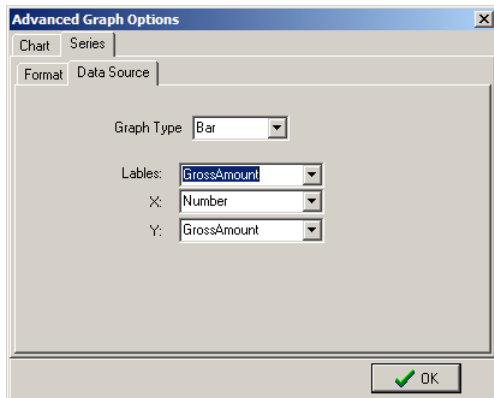 Advanced Graph Options
Chart Series
Format Data Source
Graph Type Bar
Lables: GrossAmount
X: Number
Y: GrossAmount
OK